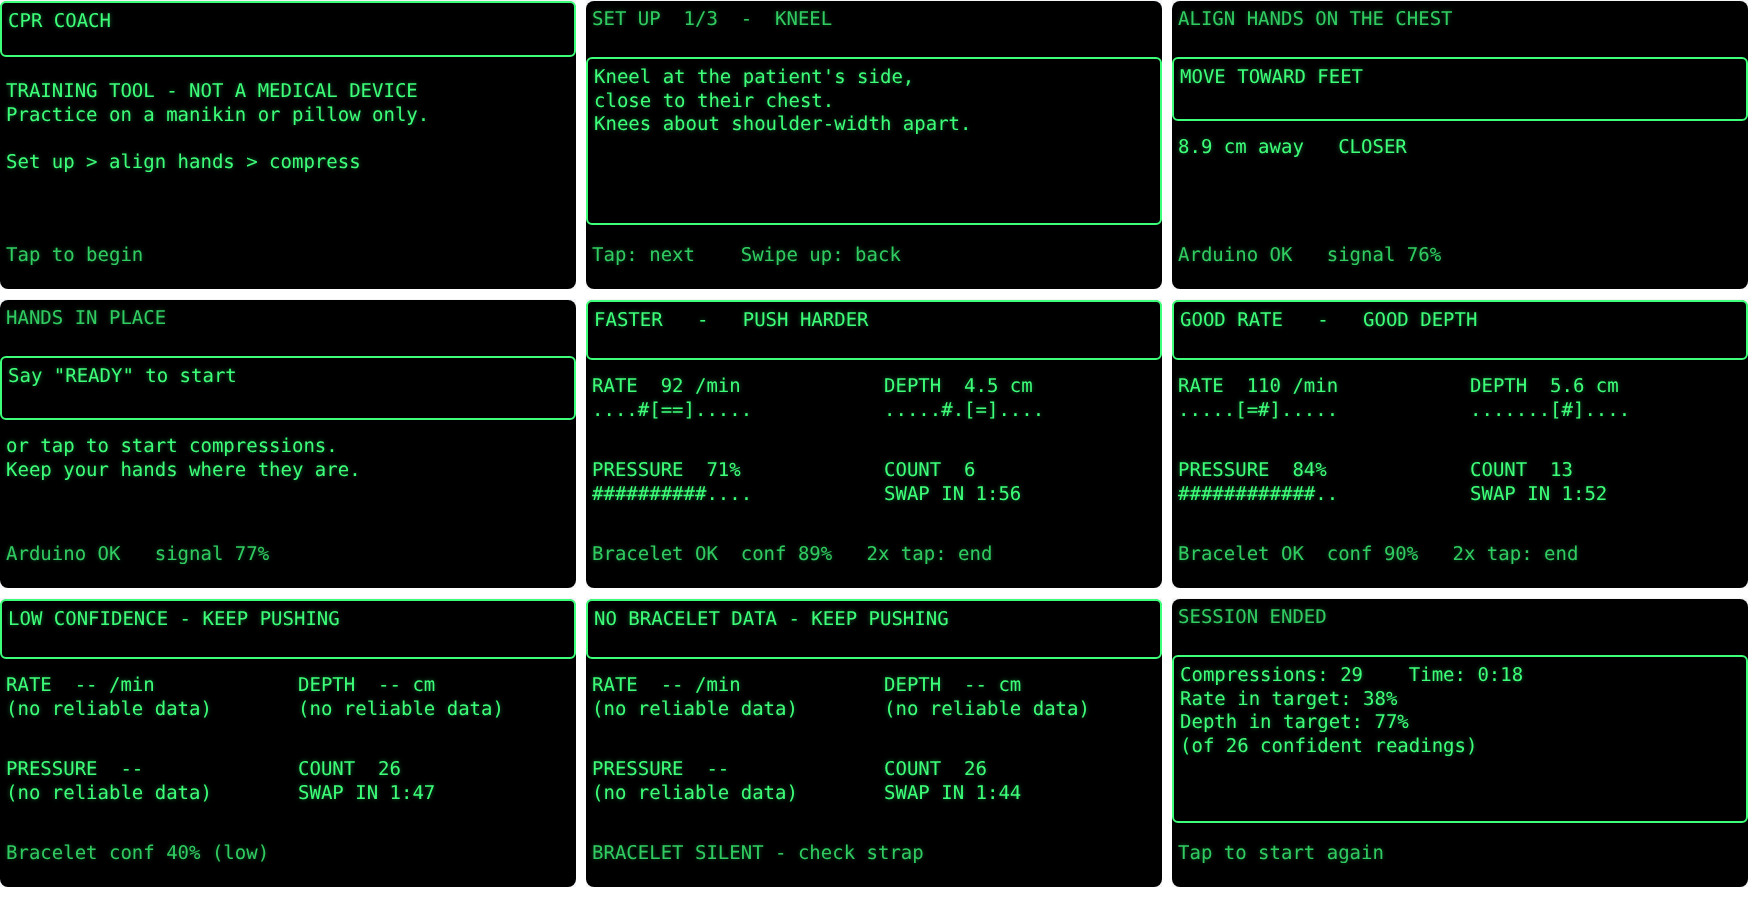 CPR COACH
TRAINING TOOL - NOT A MEDICAL DEVICE
Practice on a manikin or pillow only.
Set up > align hands > compress
Tap to begin
SET UP 1/3 - KNEEL
Kneel at the patient's side,
close to their chest.
Knees about shoulder-width apart.
Tap: next Swipe up: back
ALIGN HANDS ON THE CHEST
MOVE TOWARD FEET
8.9 cm away CLOSER
Arduino OK signal 76%
HANDS IN PLACE
Say "READY" to start
or tap to start compressions.
Keep your hands where they are.
Arduino OK signal 77%
FASTER - PUSH HARDER
RATE 92 /min DEPTH 4.5 cm
....#[==]..... .....#.[=]....
PRESSURE 71% COUNT 6
##########.... SWAP IN 1:56
Bracelet OK conf 89% 2x tap: end
GOOD RATE - GOOD DEPTH
RATE 110 /min DEPTH 5.6 cm
.....[=#]..... .......[#]....
PRESSURE 84% COUNT 13
############.. SWAP IN 1:52
Bracelet OK conf 90% 2x tap: end
LOW CONFIDENCE - KEEP PUSHING
RATE -- /min DEPTH -- cm
(no reliable data) (no reliable data)
PRESSURE -- COUNT 26
(no reliable data) SWAP IN 1:47
Bracelet conf 40% (low)
NO BRACELET DATA - KEEP PUSHING
RATE -- /min DEPTH -- cm
(no reliable data) (no reliable data)
PRESSURE -- COUNT 26
(no reliable data) SWAP IN 1:44
BRACELET SILENT - check strap
SESSION ENDED
Compressions: 29 Time: 0:18
Rate in target: 38%
Depth in target: 77%
(of 26 confident readings)
Tap to start again